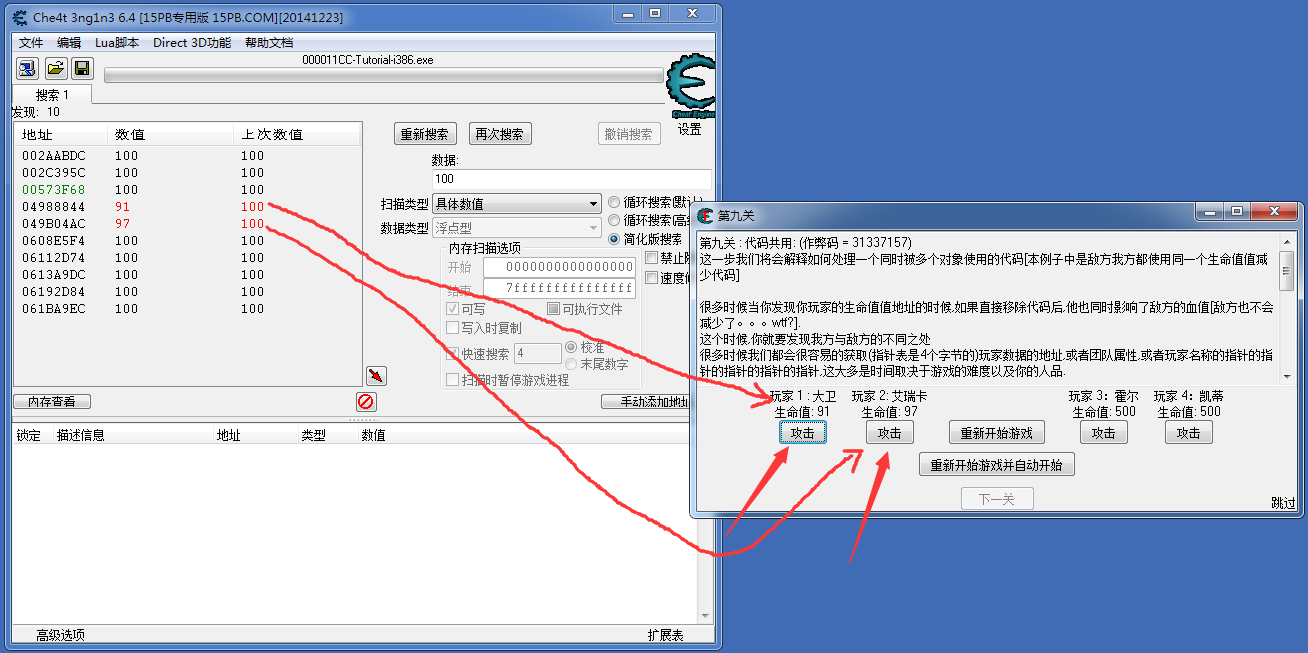 Che4t 3ng1n3 6.4 [15PB专用版 15PB.COM][20141223]
文件 编辑 Lua脚本 Direct 3D功能 帮助文档
000011CC-Tutorial-i386.exe
Cheat Engine
设置
搜索 1
发现: 10
地址 数值 上次数值
002AABDC 100 100
002C395C 100 100
00573F68 100 100
04988844 91 100
049B04AC 97 100
0608E5F4 100 100
06112D74 100 100
0613A9DC 100 100
06192D84 100 100
061BA9EC 100 100
重新搜索 再次搜索 撤销搜索
数据:
100
扫描类型 具体数值
数据类型 浮点型
循环搜索(默认)
循环搜索(高
简化版搜索
内存扫描选项
开始 0000000000000000
结束 7fffffffffffffff
可写 可执行文件
写入时复制
快速搜索 4 校准
末尾数字
扫描时暂停游戏进程
禁止随
速度修
内存查看 手动添加地址
锁定 描述信息 地址 类型 数值
高级选项 扩展表
第九关
第九关 : 代码共用: (作弊码 = 31337157)
这一步我们将会解释如何处理一个同时被多个对象使用的代码[本例子中是敌方我方都使用同一个生命值值减
少代码]
很多时候当你发现你玩家的生命值值地址的时候,如果直接移除代码后,他也同时影响了敌方的血值[敌方也不会
减少了。。。wtf?].
这个时候,你就要发现我方与敌方的不同之处
很多时候我们都会很容易的获取(指针表是4个字节的)玩家数据的地址,或者团队属性,或者玩家名称的指针的指
针的指针的指针的指针,这大多是时间取决于游戏的难度以及你的人品.
玩家 1 : 大卫 玩家 2: 艾瑞卡 玩家 3: 霍尔 玩家 4: 凯蒂
生命值: 91 生命值: 97 生命值: 500 生命值: 500
攻击 攻击 重新开始游戏 攻击 攻击
重新开始游戏并自动开始
下一关
跳过